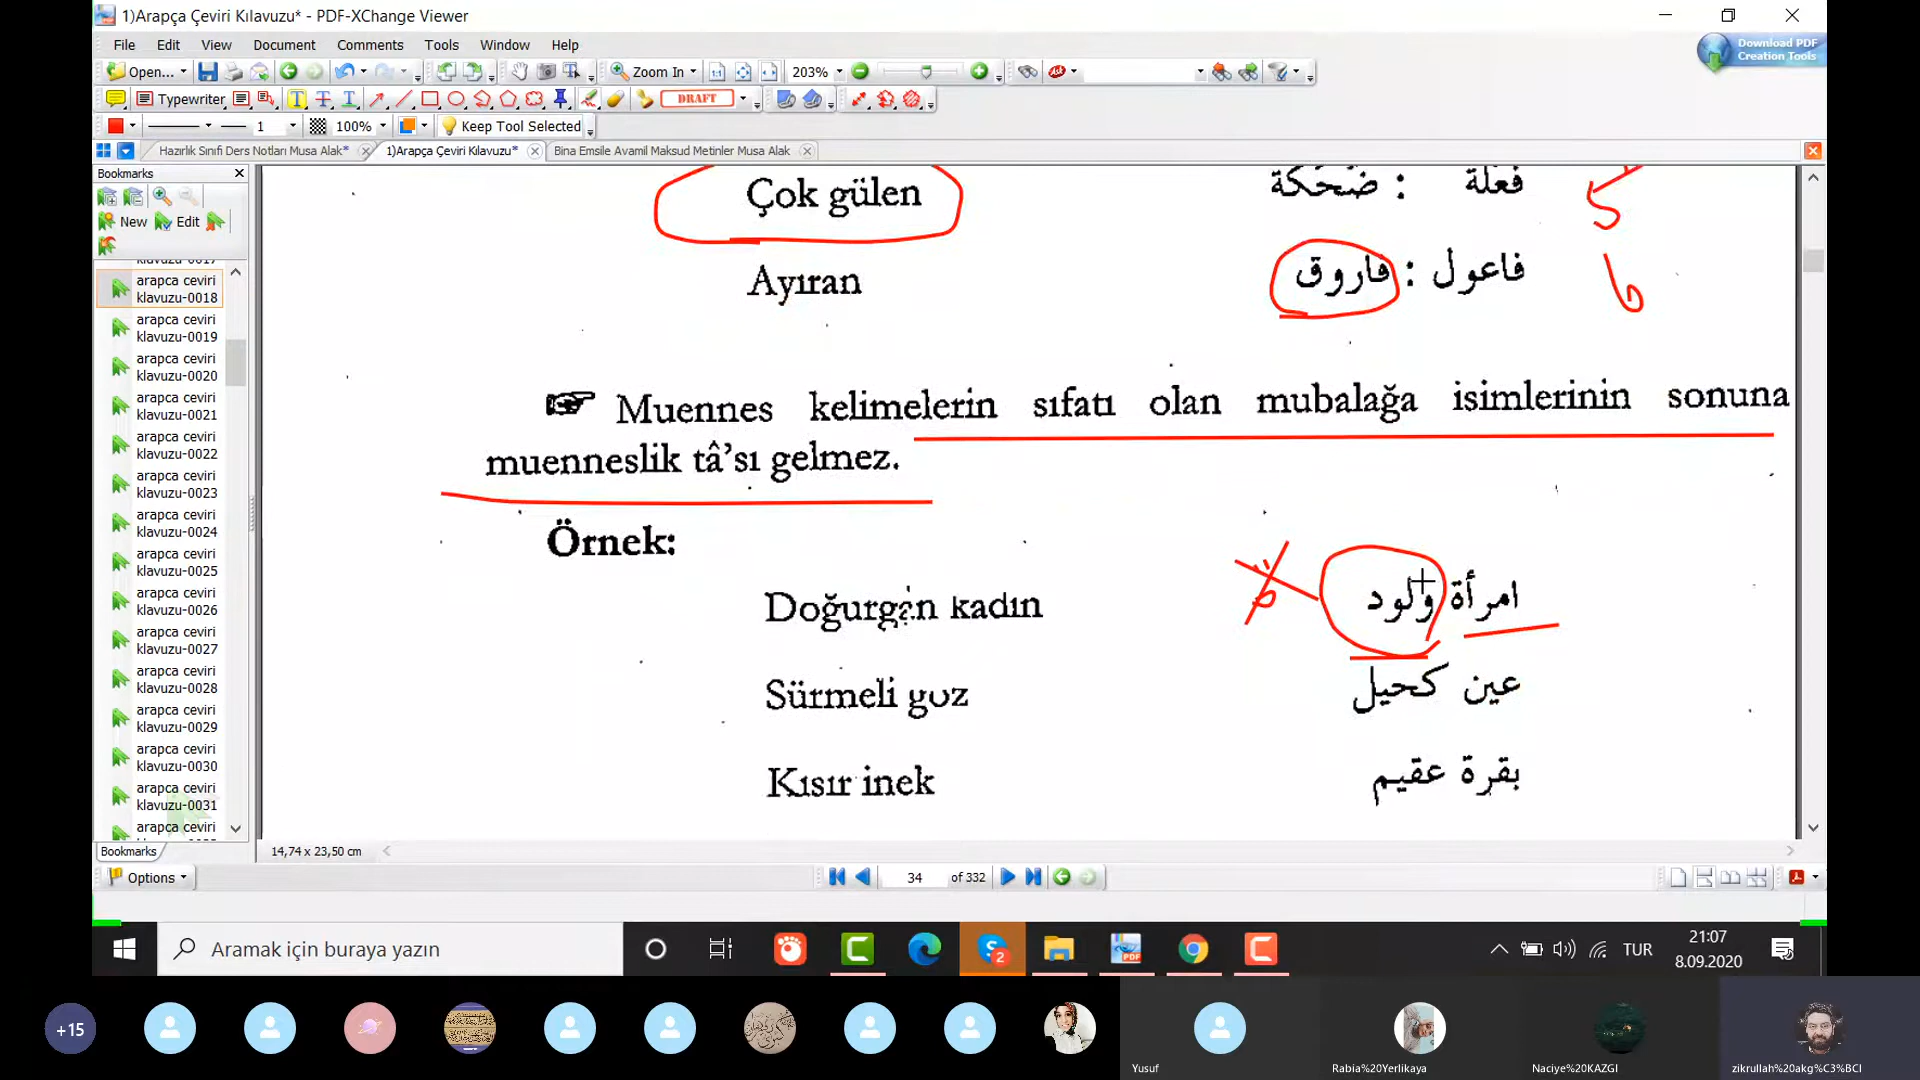 1)Arapça Çeviri Kılavuzu* - PDF-XChange Viewer
File Edit View Document Comments Tools Window Help
Download PDF
Creation Tools
Open... Zoom In 203%
Typewriter DRAFT
1 100% Keep Tool Selected
Hazırlık Sınıfı Ders Notları Musa Alak* 1)Arapça Çeviri Kılavuzu* Bina Emsile Avamil Maksud Metinler Musa Alak
Bookmarks
New Edit
klavuzu-0017
arapca ceviri
klavuzu-0018
arapca ceviri
klavuzu-0019
arapca ceviri
klavuzu-0020
arapca ceviri
klavuzu-0021
arapca ceviri
klavuzu-0022
arapca ceviri
klavuzu-0023
arapca ceviri
klavuzu-0024
arapca ceviri
klavuzu-0025
arapca ceviri
klavuzu-0026
arapca ceviri
klavuzu-0027
arapca ceviri
klavuzu-0028
arapca ceviri
klavuzu-0029
arapca ceviri
klavuzu-0030
arapca ceviri
klavuzu-0031
arapca ceviri
Bookmarks
Options
Çok gülen فعلة : ضحكة 5
Ayıran فاعول : فاروق 6
Muennes kelimelerin sıfatı olan mubalağa isimlerinin sonuna
muenneslik tâ’sı gelmez.
Örnek:
Doğurgan kadın امرأة ولود ة
Sürmeli göz عين كحيل
Kısır inek بقرة عقيم
14,74 x 23,50 cm
34 of 332
Aramak için buraya yazın
2
TUR
21:07
8.09.2020
+15
Yusuf
Rabia%20Yerlikaya
Naciye%20KAZGI
zikrullah%20akg%C3%BCl